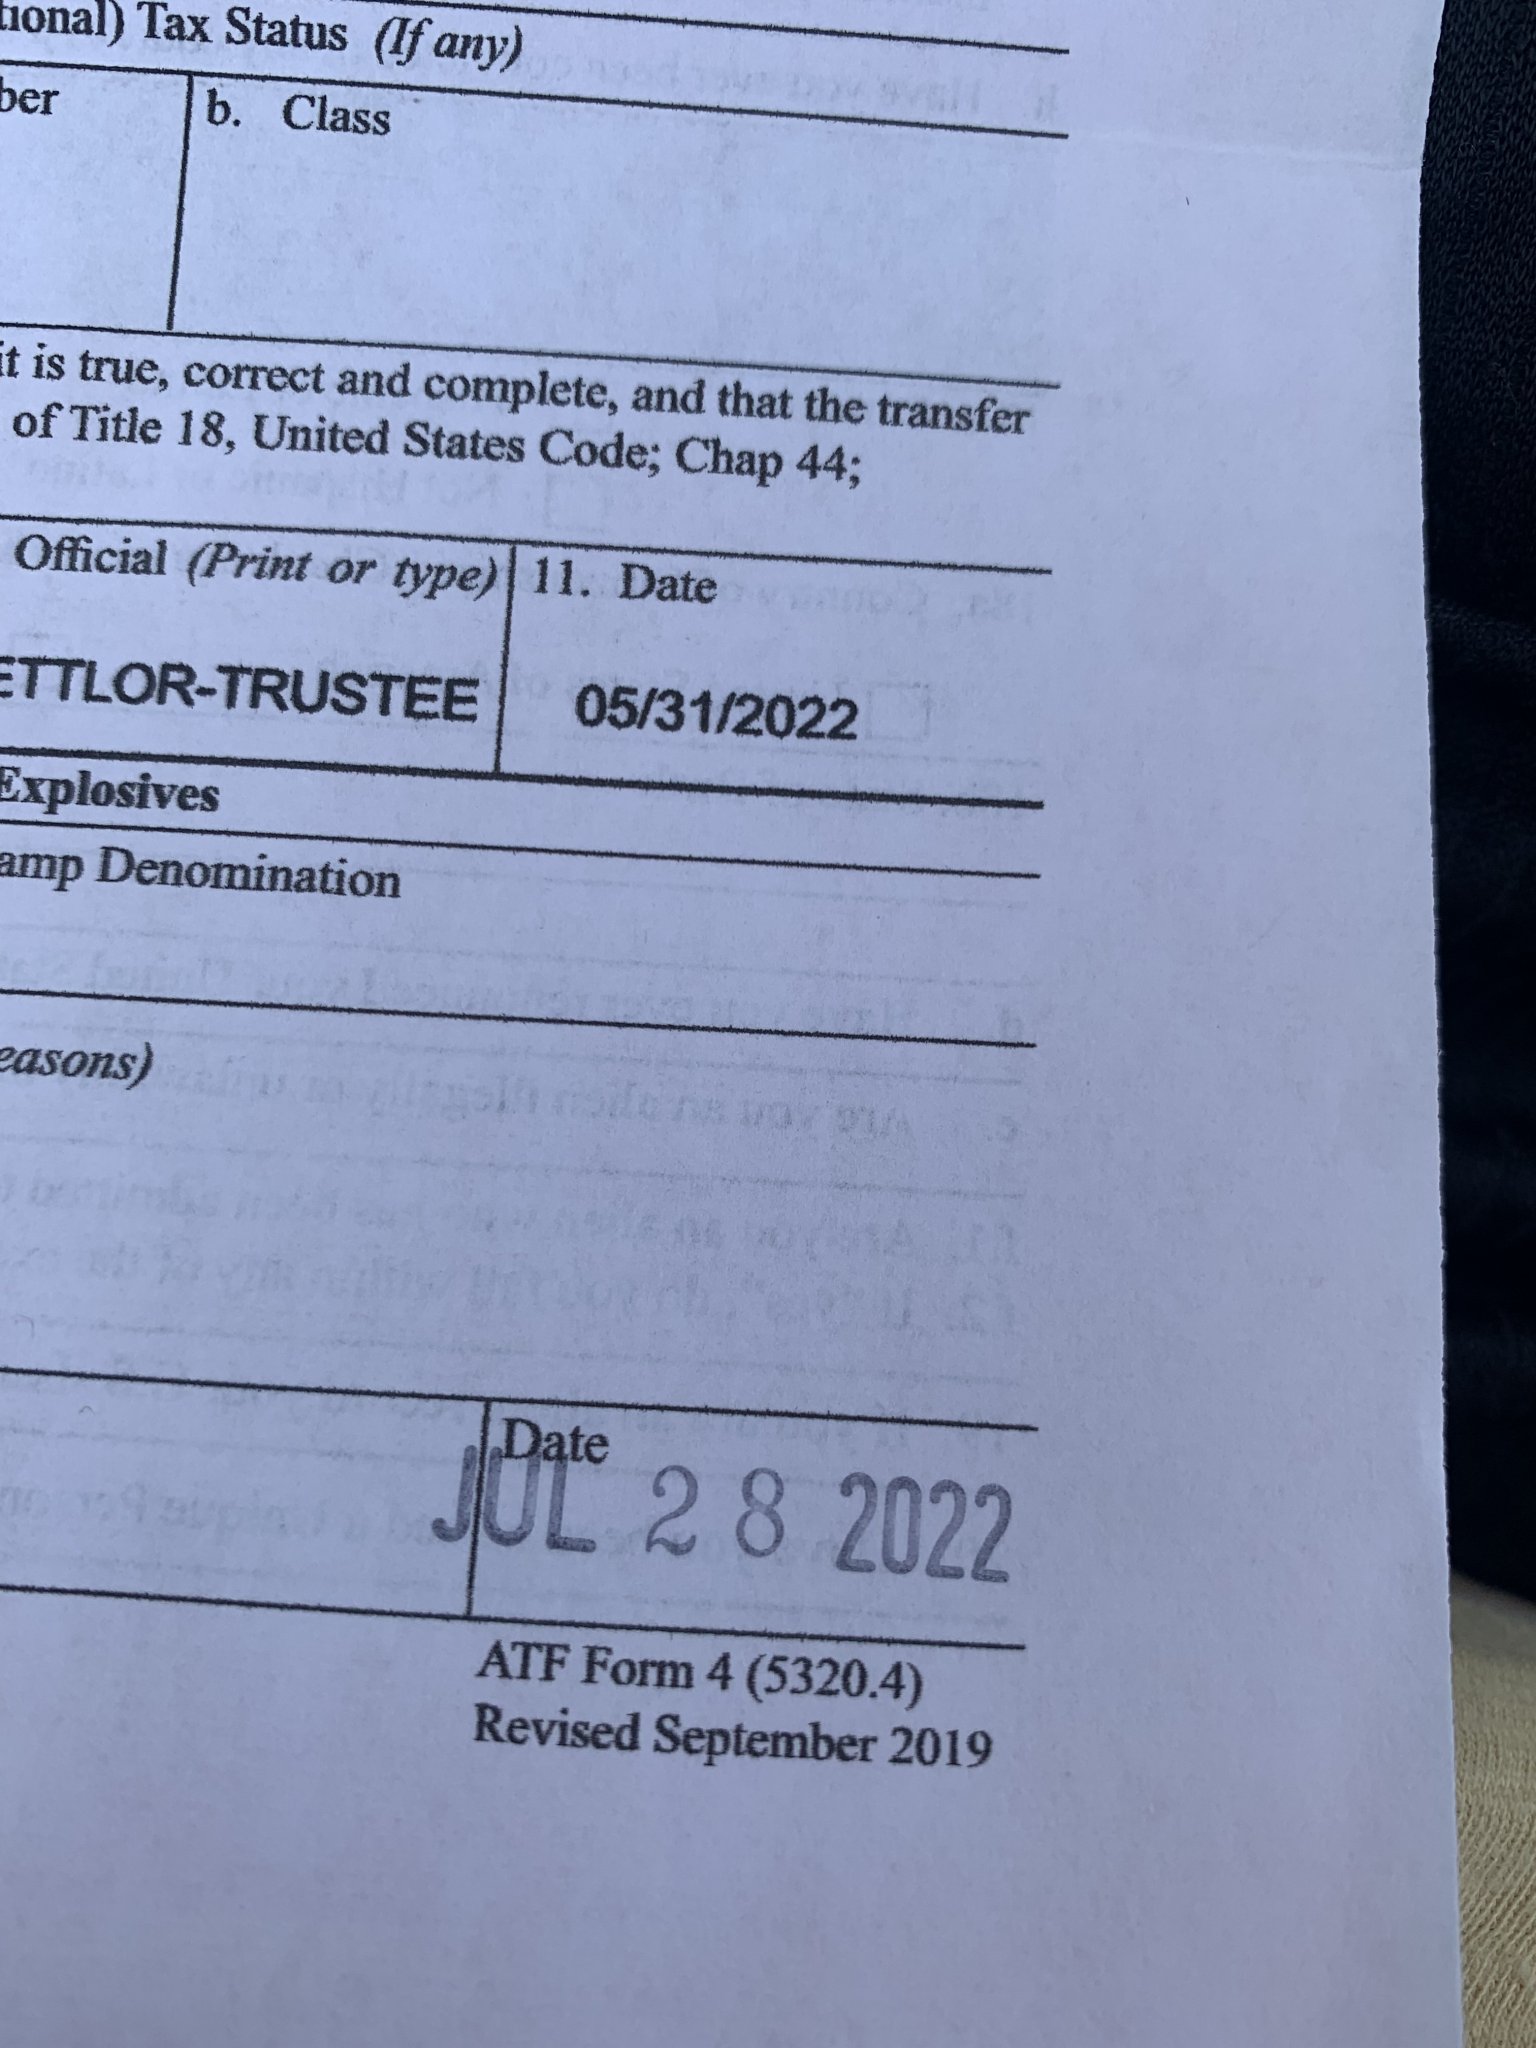 tional) Tax Status (If any)
ber
b. Class
it is true, correct and complete, and that the transfer
of Title 18, United States Code; Chap 44;
Official (Print or type)
11. Date
ETTLOR-TRUSTEE
05/31/2022
Explosives
amp Denomination
easons)
Date
JUL 28 2022
ATF Form 4 (5320.4)
Revised September 2019